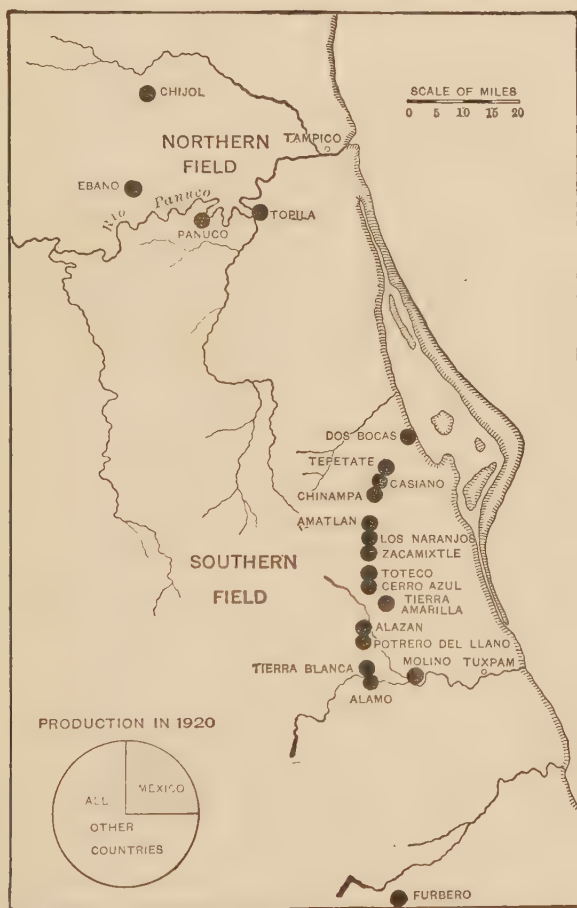 CHIJOL
SCALE OF MILES
0 5 10 15 20
NORTHERN
FIELD
TAMPICO
EBANO
Rio Panuco
PANUCO
TOPILA
DOS BOCAS
TEPETATE
CASIANO
CHINAMPA
AMATLAN
LOS NARANJOS
ZACAMIXTLE
SOUTHERN
FIELD
TOTECO
CERRO AZUL
TIERRA
AMARILLA
ALAZAN
POTRERO DEL LLANO
TIERRA BLANCA
MOLINO
TUXPAM
ALAMO
PRODUCTION IN 1920
MEXICO
ALL
OTHER
COUNTRIES
FURBERO